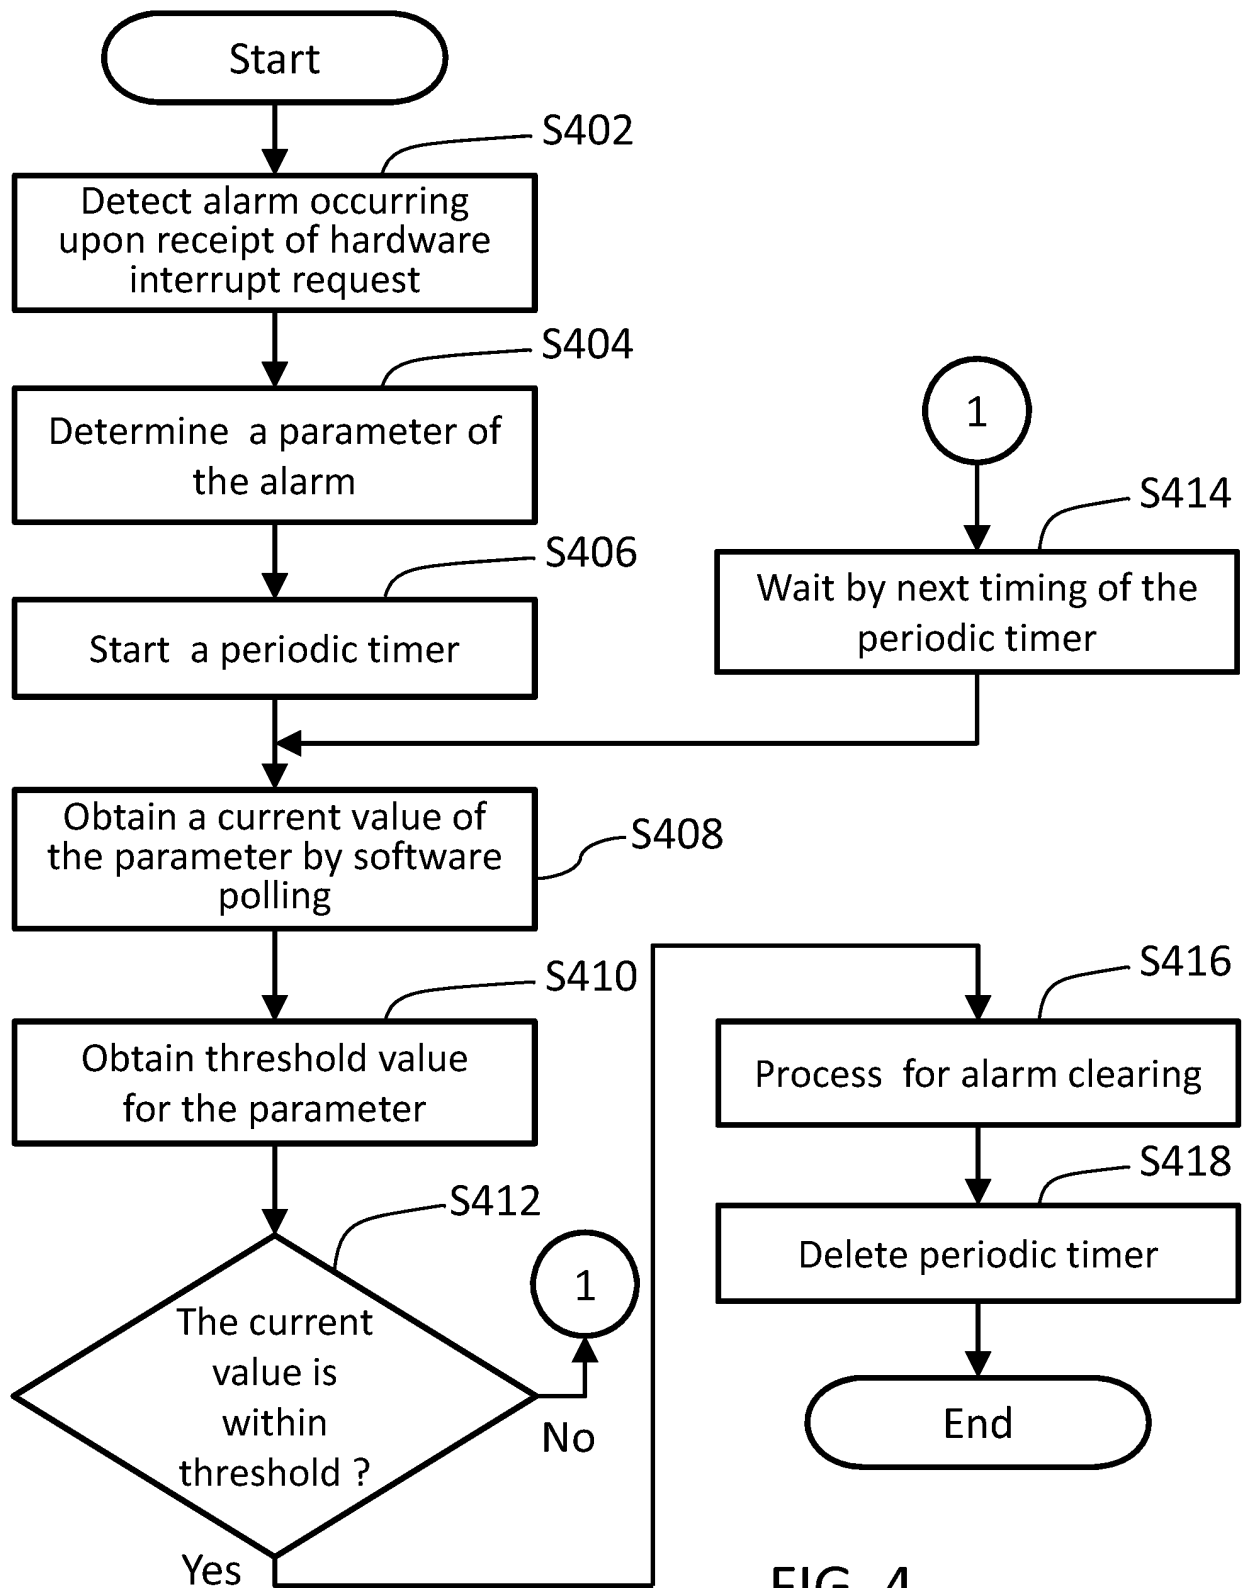 Start
S402
Detect alarm occurring
upon receipt of hardware
interrupt request
S404
Determine a parameter of
the alarm
S406
Start a periodic timer
1
S414
Wait by next timing of the
periodic timer
Obtain a current value of
the parameter by software
polling
S408
S410
Obtain threshold value
for the parameter
S412
The current
value is
within
threshold ?
1
No
Yes
S416
Process for alarm clearing
S418
Delete periodic timer
End
FIG. 4